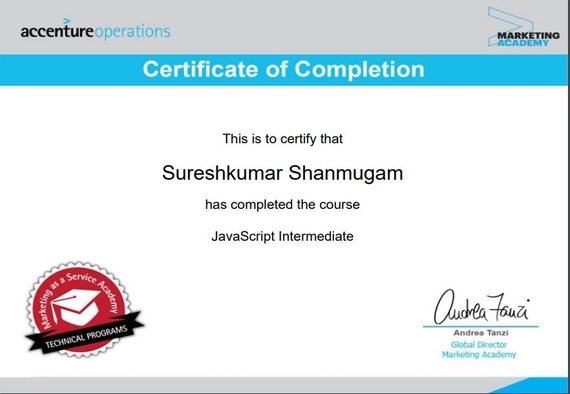 accentureoperations
MARKETING
ACADEMY
Certificate of Completion
This is to certify that
Sureshkumar Shanmugam
has completed the course
JavaScript Intermediate
Marketing as a Service Academy
TECHNICAL PROGRAMS
Andrea Tanzi
Andrea Tanzi
Global Director
Marketing Academy